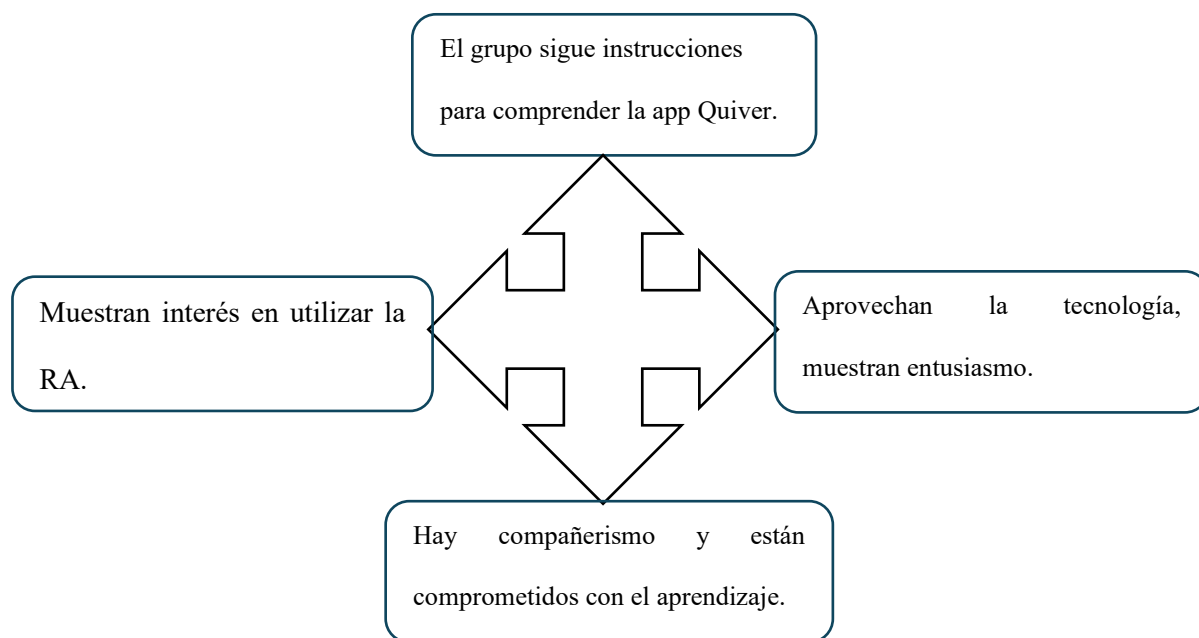 El grupo sigue instrucciones
para comprender la app Quiver.
Muestran interés en utilizar la
RA.
Aprovechan la tecnología,
muestran entusiasmo.
Hay compañerismo y están
comprometidos con el aprendizaje.